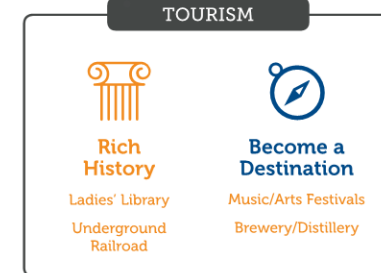 TOURISM
Rich
History
Ladies' Library
Underground
Railroad
Become a
Destination
Music/Arts Festivals
Brewery/Distillery